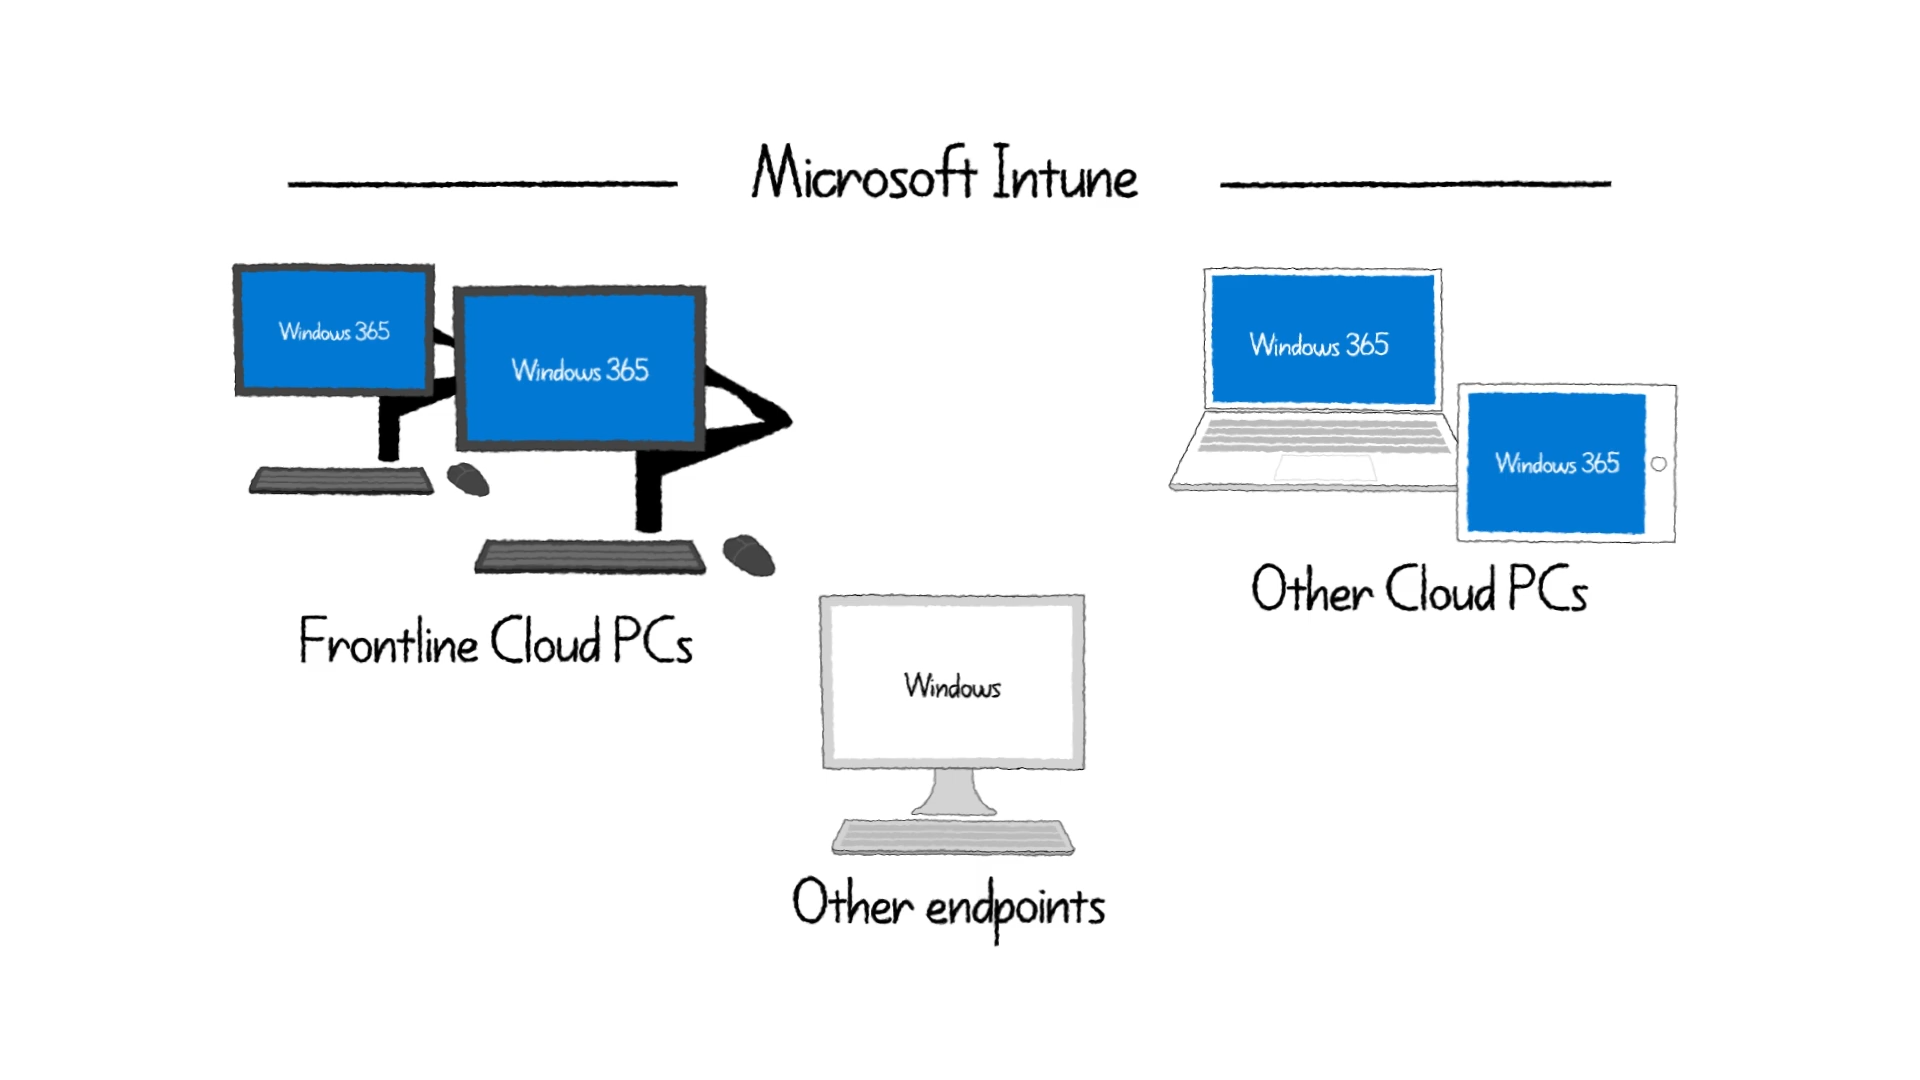 Microsoft Intune
Windows 365
Windows 365
Frontline Cloud PCs
Windows 365
Windows 365
Other Cloud PCs
Windows
Other endpoints